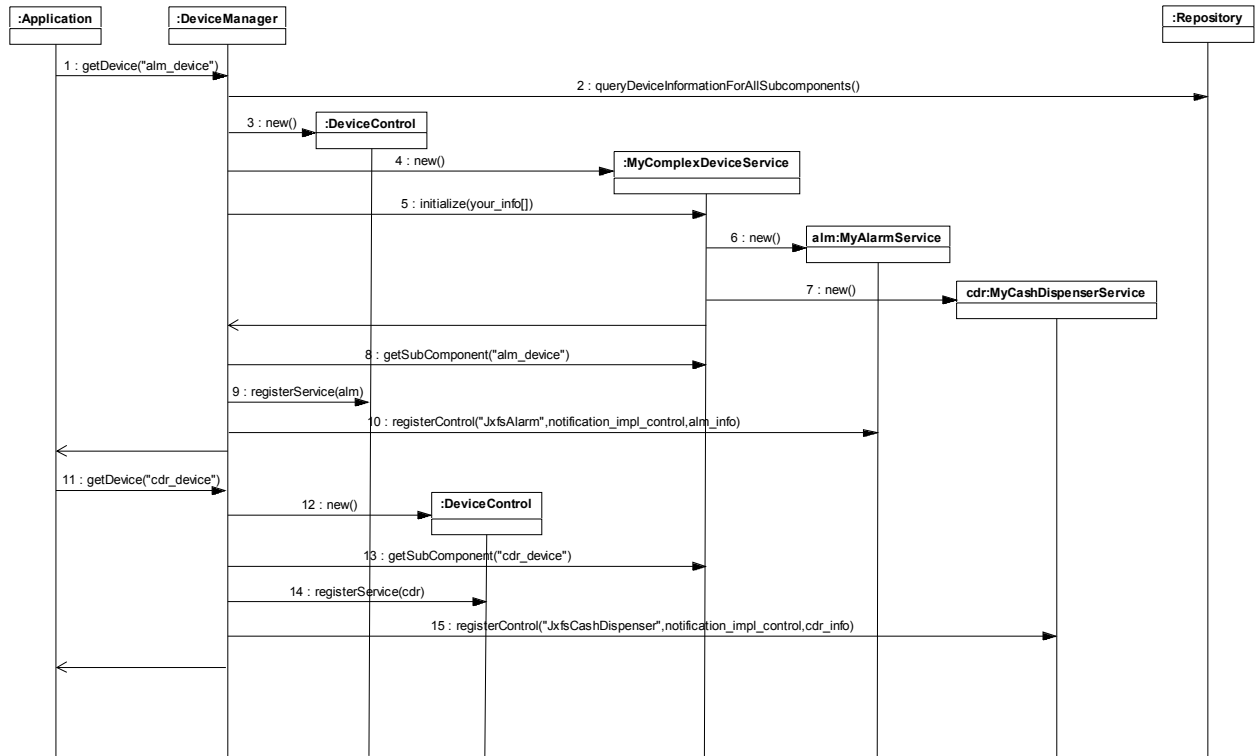 :Application
:DeviceManager
:Repository
1 : getDevice("alm_device")
2 : queryDeviceInformationForAllSubcomponents()
3 : new()
:DeviceControl
4 : new()
:MyComplexDeviceService
5 : initialize(your_info[])
6 : new()
alm:MyAlarmService
7 : new()
cdr:MyCashDispenserService
8 : getSubComponent("alm_device")
9 : registerService(alm)
10 : registerControl("JxfsAlarm",notification_impl_control,alm_info)
11 : getDevice("cdr_device")
12 : new()
:DeviceControl
13 : getSubComponent("cdr_device")
14 : registerService(cdr)
15 : registerControl("JxfsCashDispenser",notification_impl_control,cdr_info)